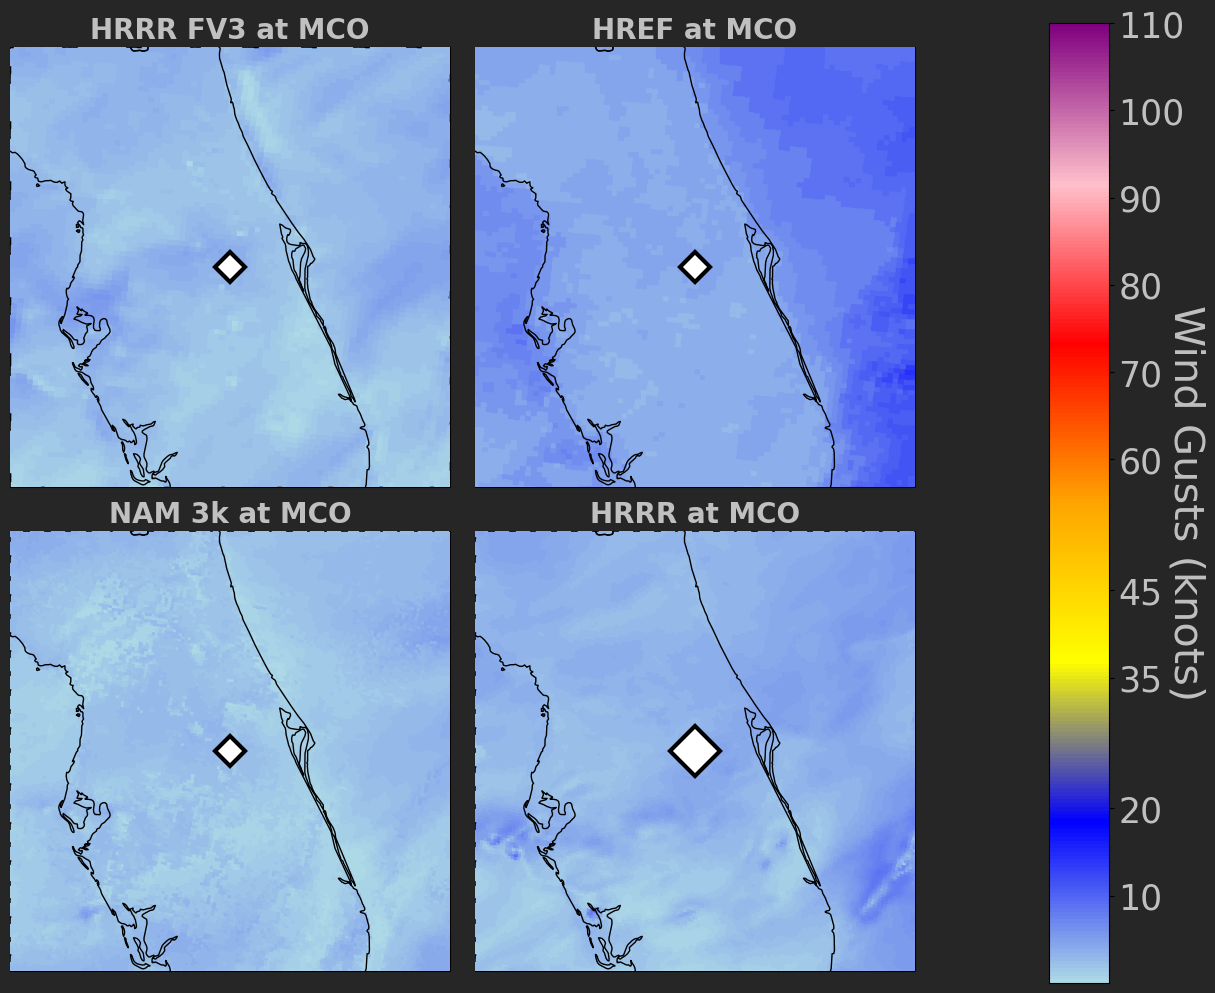 HRRR FV3 at MCO
HREF at MCO
NAM 3k at MCO
HRRR at MCO
110
100
90
80
70
60
45
35
20
10
Wind Gusts (knots)